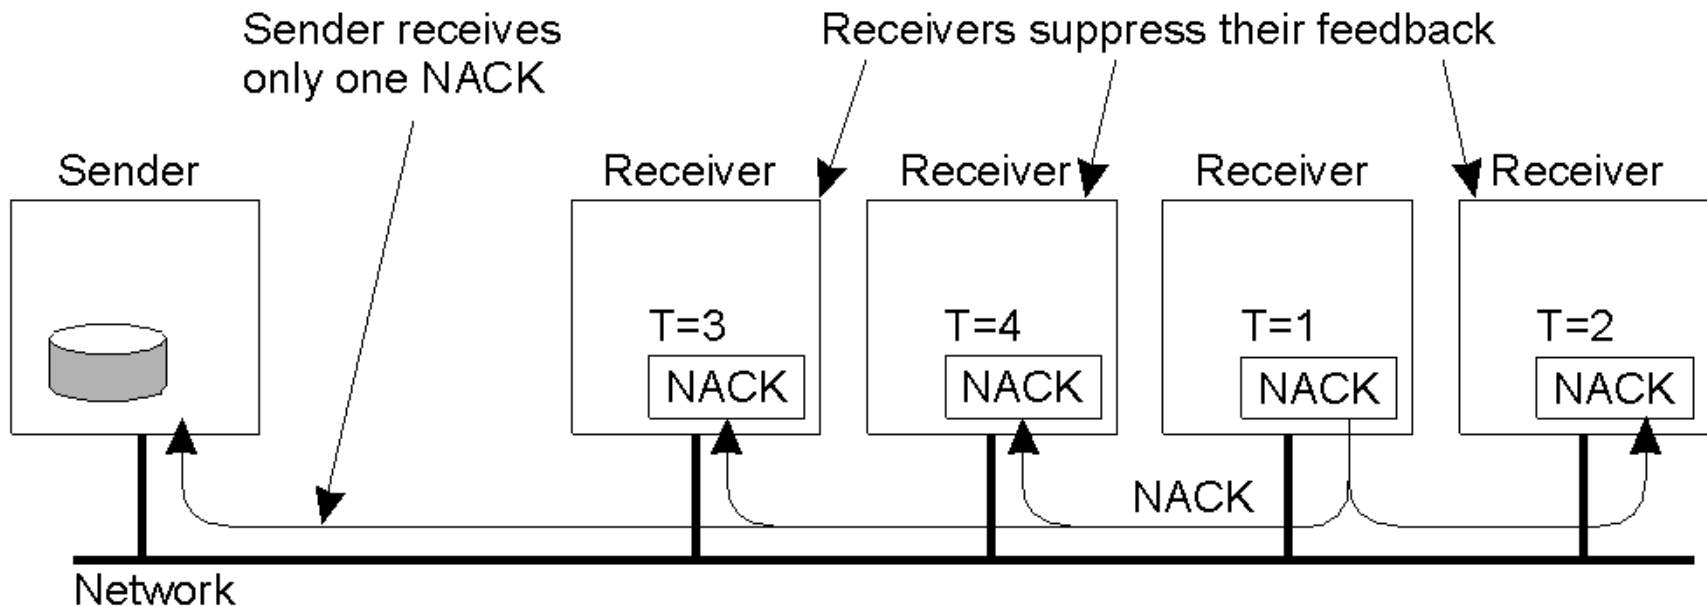 Sender receives
only one NACK
Receivers suppress their feedback
Sender
Receiver
Receiver
Receiver
Receiver
T=3
T=4
T=1
T=2
NACK
NACK
NACK
NACK
NACK
Network